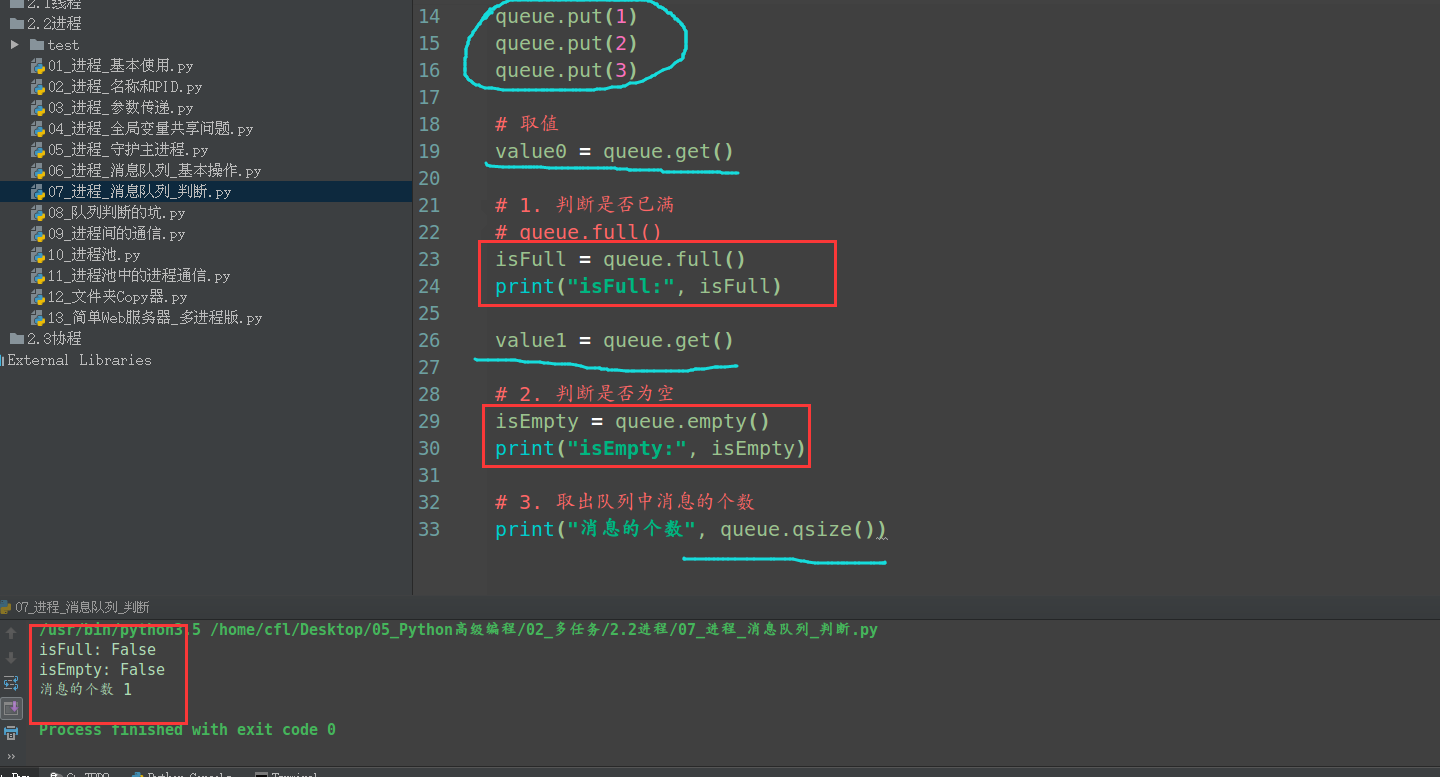 2.1线程
2.2进程
test
01_进程_基本使用.py
02_进程_名称和PID.py
03_进程_参数传递.py
04_进程_全局变量共享问题.py
05_进程_守护主进程.py
06_进程_消息队列_基本操作.py
07_进程_消息队列_判断.py
08_队列判断的坑.py
09_进程间的通信.py
10_进程池.py
11_进程池中的进程通信.py
12_文件夹Copy器.py
13_简单Web服务器_多进程版.py
2.3协程
External Libraries
14 queue.put(1)
15 queue.put(2)
16 queue.put(3)
17
18 # 取值
19 value0 = queue.get()
20
21 # 1. 判断是否已满
22 # queue.full()
23 isFull = queue.full()
24 print("isFull:", isFull)
25
26 value1 = queue.get()
27
28 # 2. 判断是否为空
29 isEmpty = queue.empty()
30 print("isEmpty:", isEmpty)
31
32 # 3. 取出队列中消息的个数
33 print("消息的个数", queue.qsize())
07_进程_消息队列_判断
/usr/bin/python3.5 /home/cfl/Desktop/05_Python高级编程/02_多任务/2.2进程/07_进程_消息队列_判断.py
isFull: False
isEmpty: False
消息的个数 1
Process finished with exit code 0